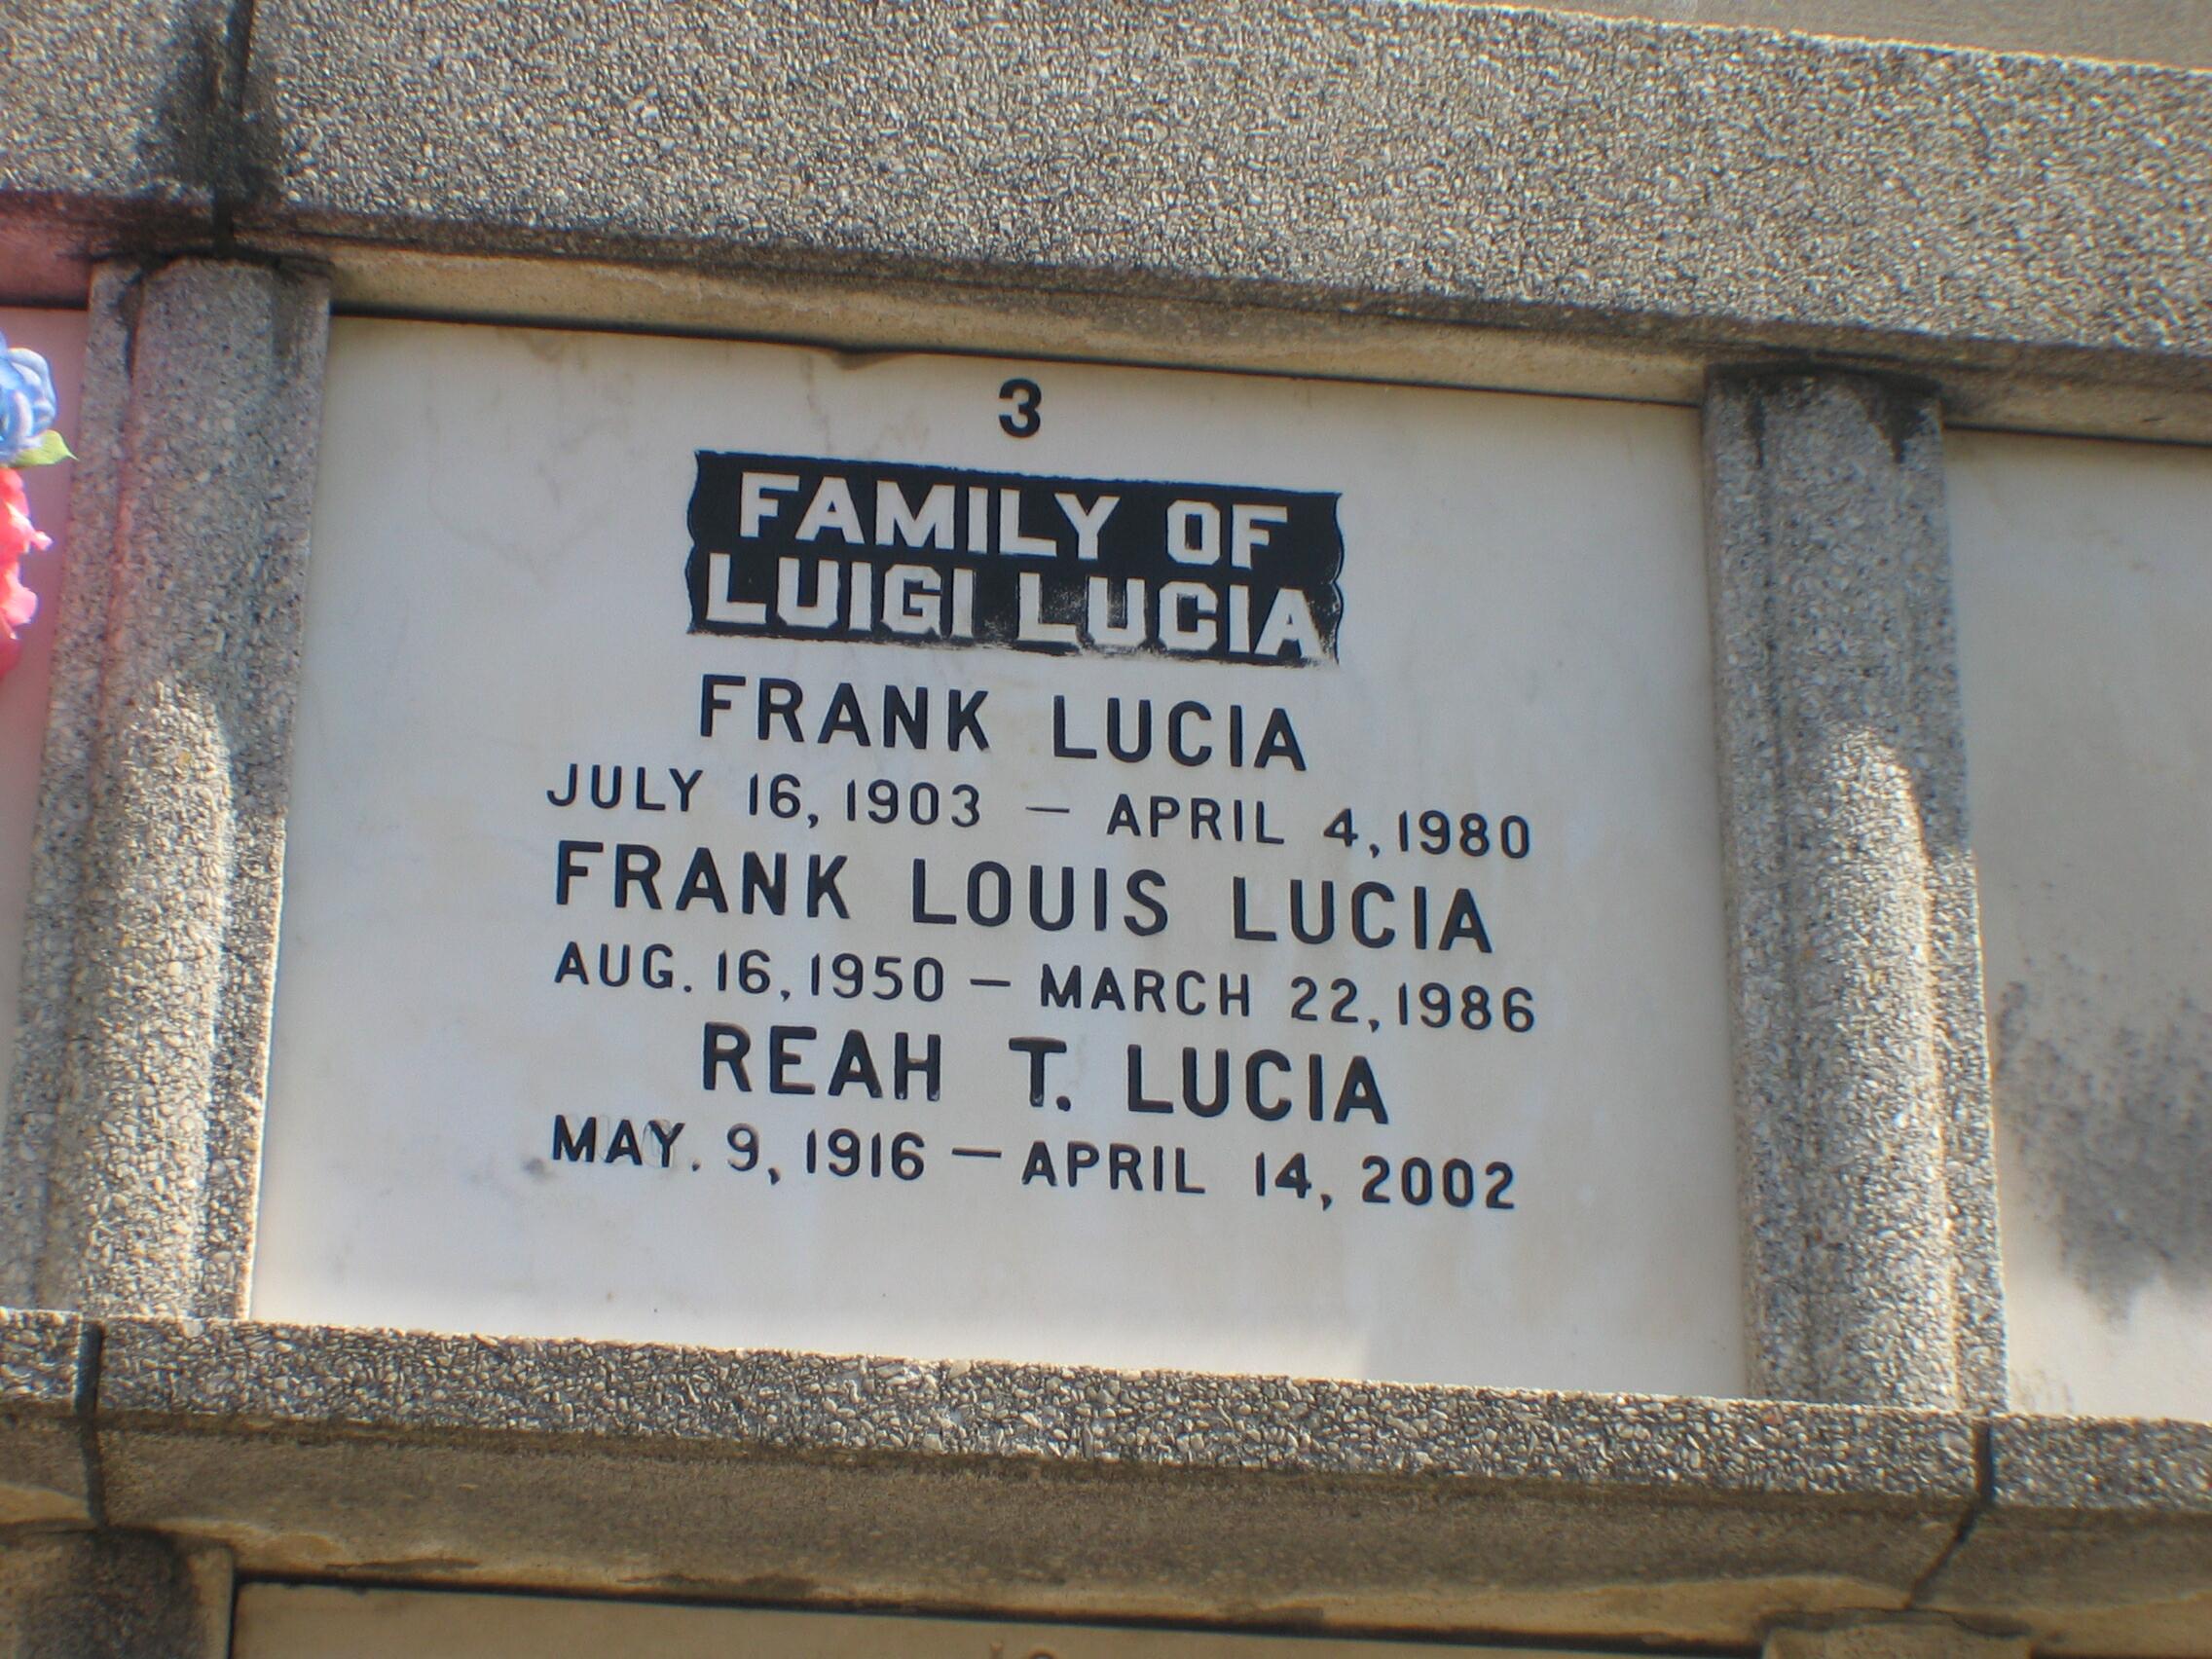 3
FAMILY OF
LUIGI LUCIA
FRANK LUCIA
JULY 16, 1903 — APRIL 4, 1980
FRANK LOUIS LUCIA
AUG. 16, 1950 — MARCH 22, 1986
REAH T. LUCIA
MAY. 9, 1916 — APRIL 14, 2002